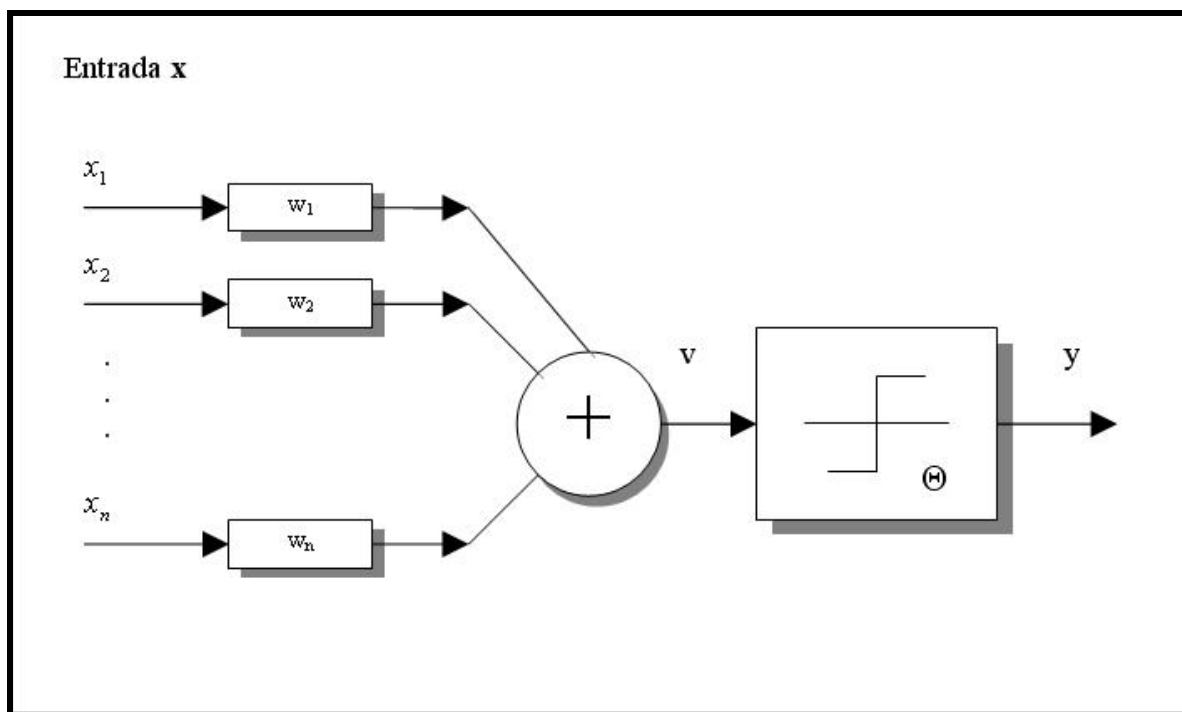 Entrada x
x₁
w₁
x₂
w₂
.
.
.
+
v
y
Θ
xₙ
wₙ